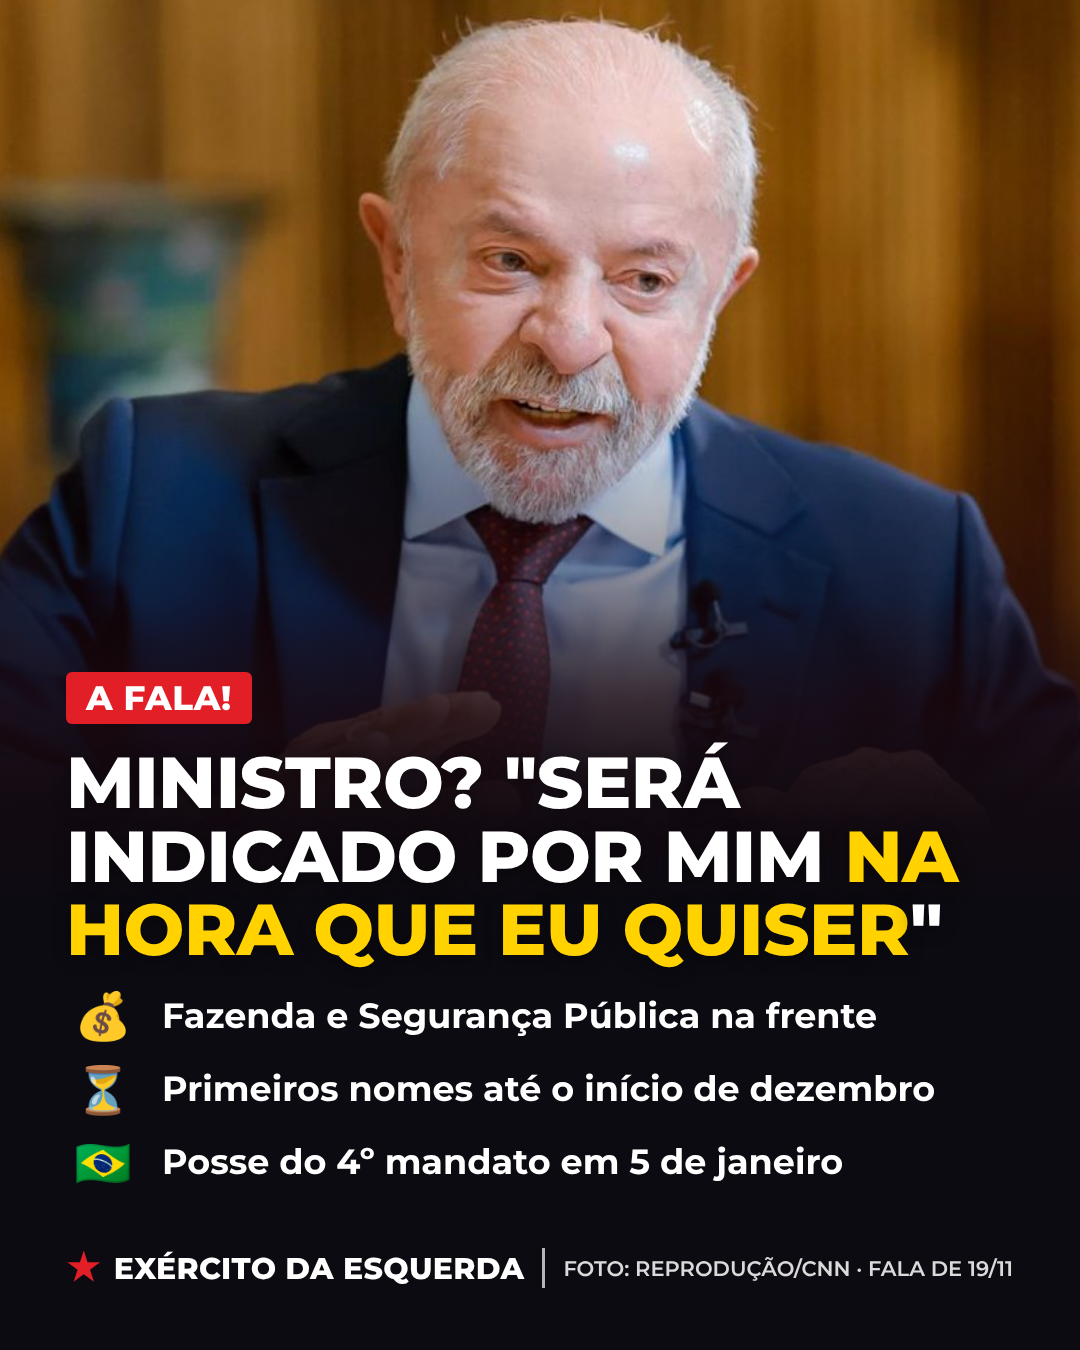 A FALA!
MINISTRO? "SERÁ
INDICADO POR MIM NA
HORA QUE EU QUISER"
💰 Fazenda e Segurança Pública na frente
⏳ Primeiros nomes até o início de dezembro
🇧🇷 Posse do 4º mandato em 5 de janeiro
★ EXÉRCITO DA ESQUERDA | FOTO: REPRODUÇÃO/CNN · FALA DE 19/11